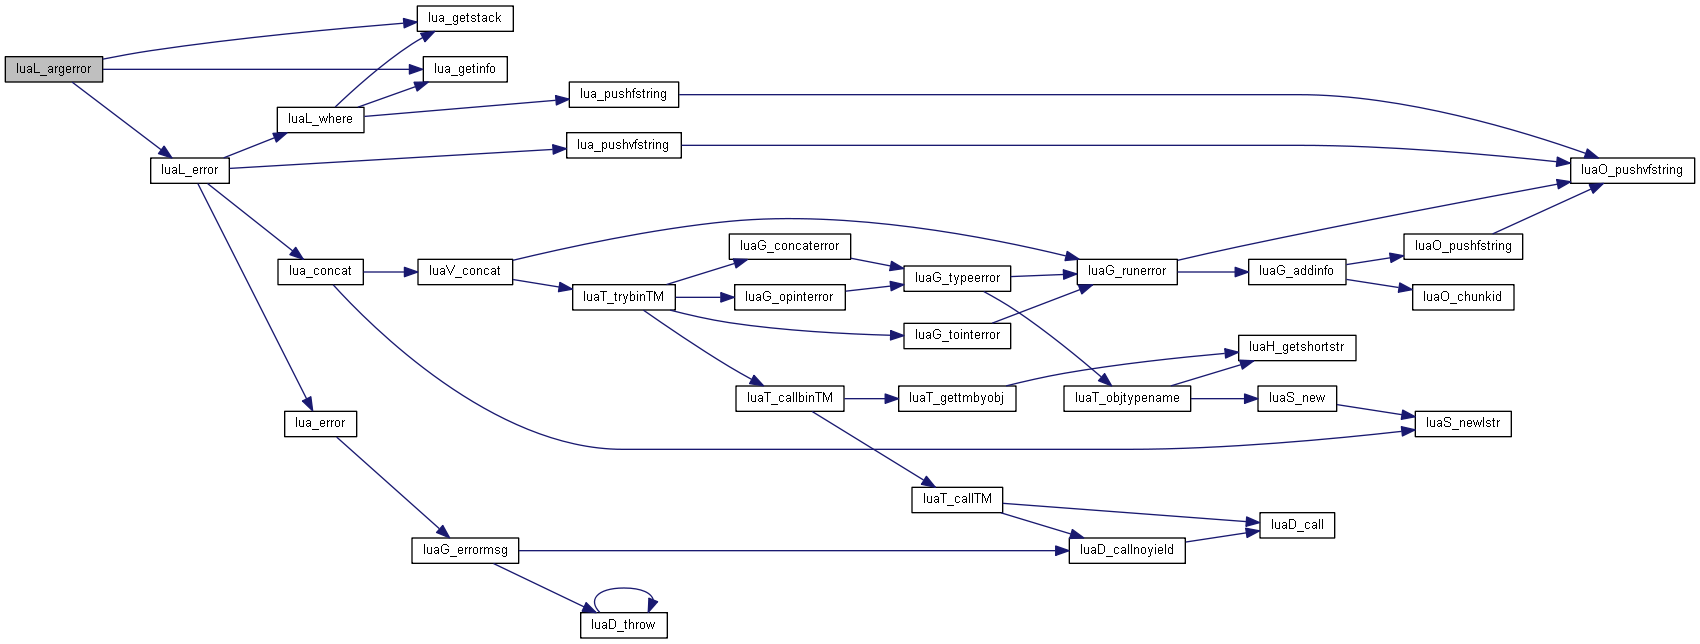 lua_getstack
luaL_argerror
lua_getinfo
lua_pushfstring
luaL_where
lua_pushvfstring
luaL_error
luaO_pushvfstring
luaG_concaterror
luaO_pushfstring
lua_concat
luaV_concat
luaG_typeerror
luaG_runerror
luaG_addinfo
luaT_trybinTM
luaG_opinterror
luaO_chunkid
luaG_tointerror
luaH_getshortstr
luaT_callbinTM
luaT_gettmbyobj
luaT_objtypename
luaS_new
lua_error
luaS_newlstr
luaT_callTM
luaD_call
luaG_errormsg
luaD_callnoyield
luaD_throw